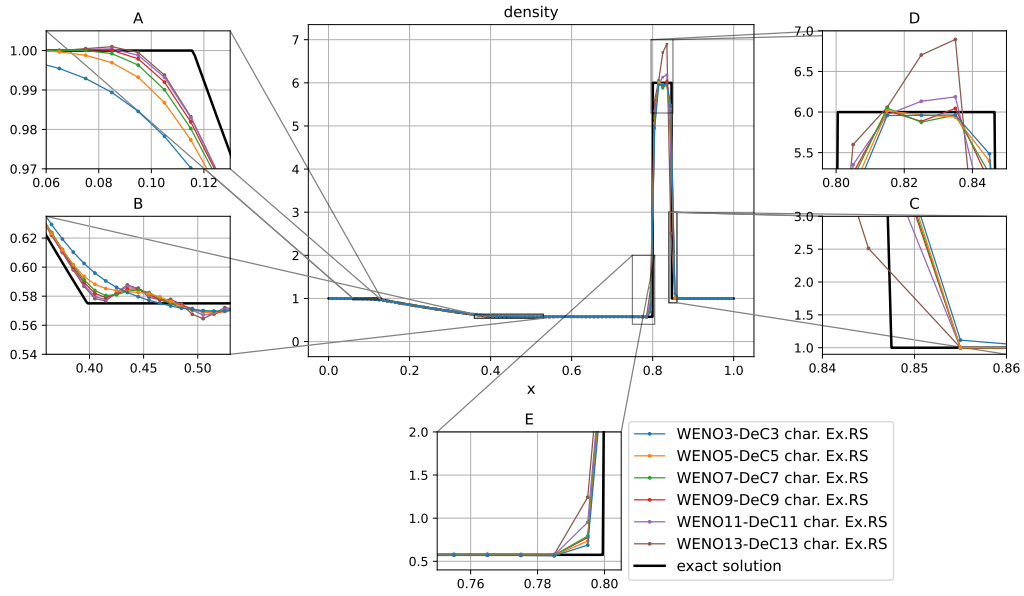 density
A
1.00
0.99
0.98
0.97
0.06 0.08 0.10 0.12
B
0.62
0.60
0.58
0.56
0.54
0.40 0.45 0.50
7
6
5
4
3
2
1
0
0.0 0.2 0.4 0.6 0.8 1.0
x
D
7.0
6.5
6.0
5.5
0.80 0.82 0.84
C
3.0
2.5
2.0
1.5
1.0
0.84 0.85 0.86
E
2.0
1.5
1.0
0.5
0.76 0.78 0.80
WENO3-DeC3 char. Ex.RS
WENO5-DeC5 char. Ex.RS
WENO7-DeC7 char. Ex.RS
WENO9-DeC9 char. Ex.RS
WENO11-DeC11 char. Ex.RS
WENO13-DeC13 char. Ex.RS
exact solution